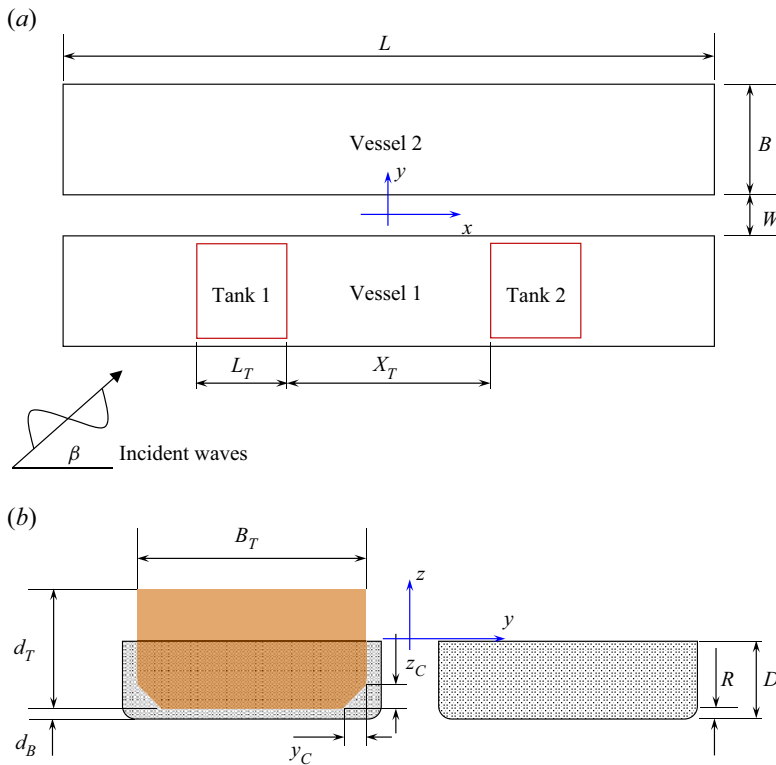 (a)
L
Vessel 2
B
y
W
x
Tank 1
Vessel 1
Tank 2
L_T
X_T
β
Incident waves
(b)
B_T
z
d_T
y
z_C
R
D
d_B
y_C